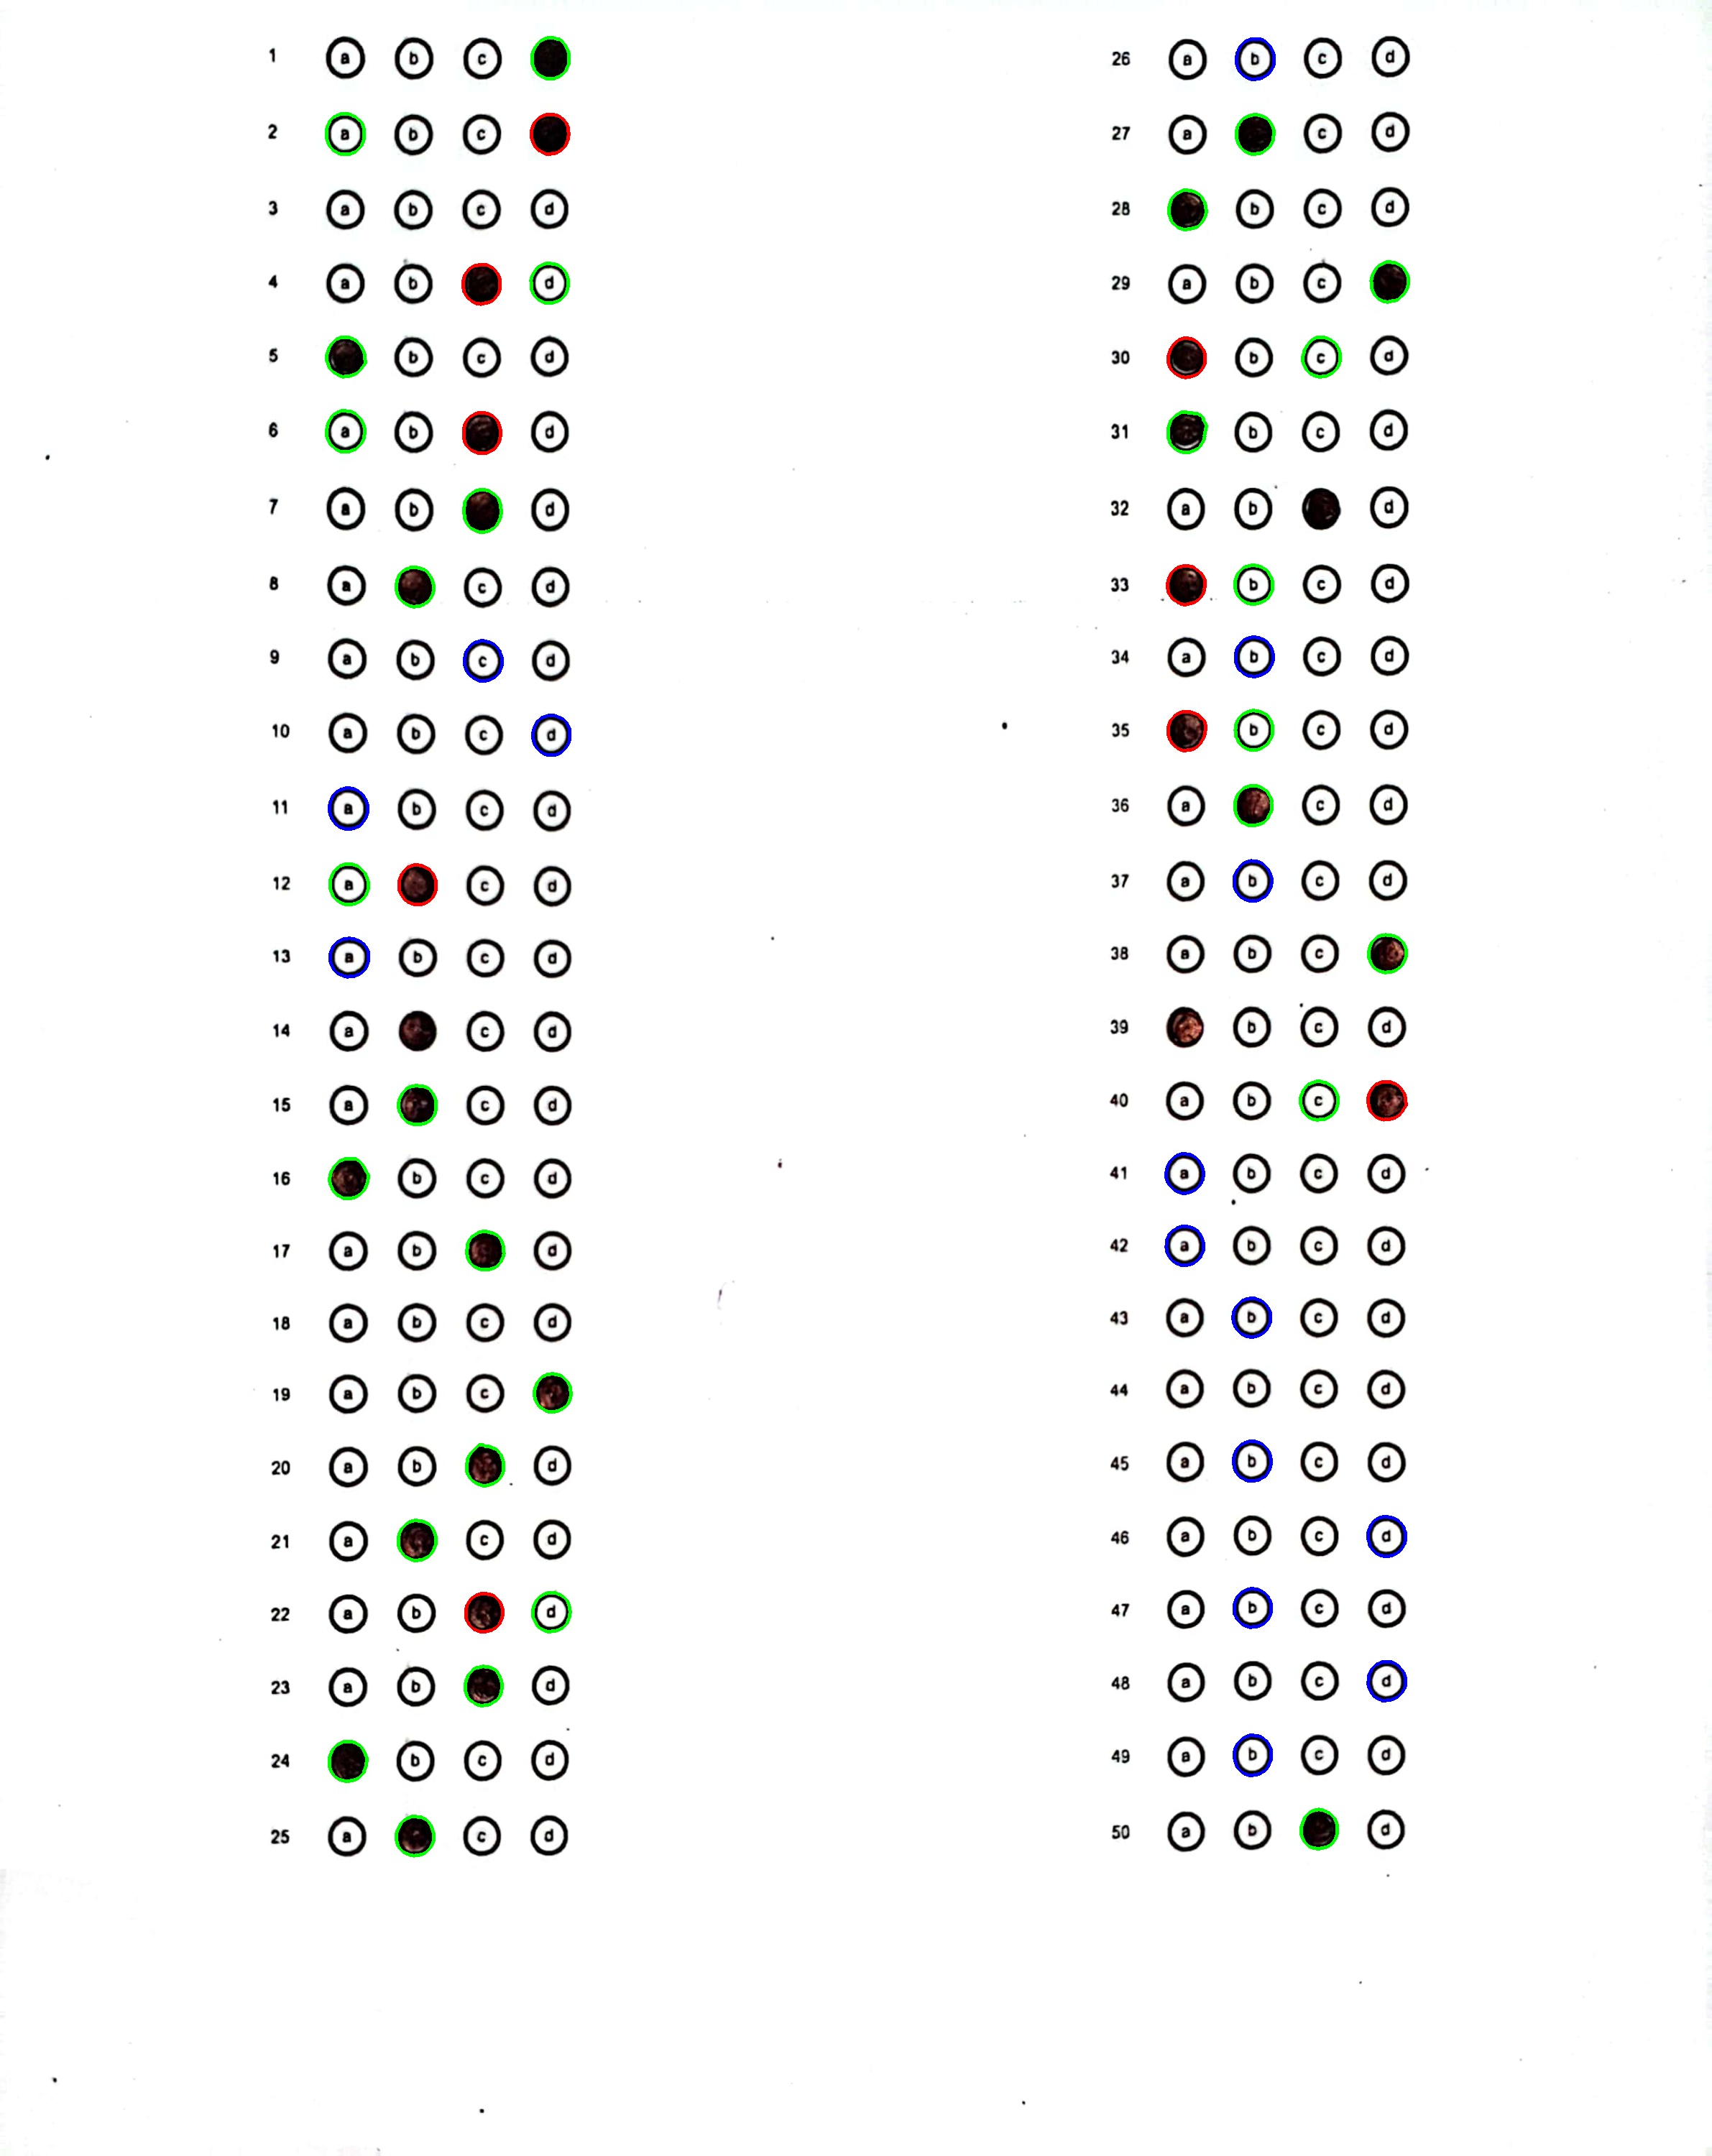 1 a b c
2 a b c
3 a b c d
4 a b d
5 b c d
6 a b d
7 a b d
8 a c d
9 a b c d
10 a b c d
11 a b c d
12 a c d
13 a b c d
14 a c d
15 a c d
16 b c d
17 a b d
18 a b c d
19 a b c
20 a b d
21 a c d
22 a b d
23 a b d
24 b c d
25 a c d
26 a b c d
27 a c d
28 b c d
29 a b c
30 b c d
31 b c d
32 a b d
33 b c d
34 a b c d
35 b c d
36 a c d
37 a b c d
38 a b c
39 b c d
40 a b c
41 a b c d
42 a b c d
43 a b c d
44 a b c d
45 a b c d
46 a b c d
47 a b c d
48 a b c d
49 a b c d
50 a b d